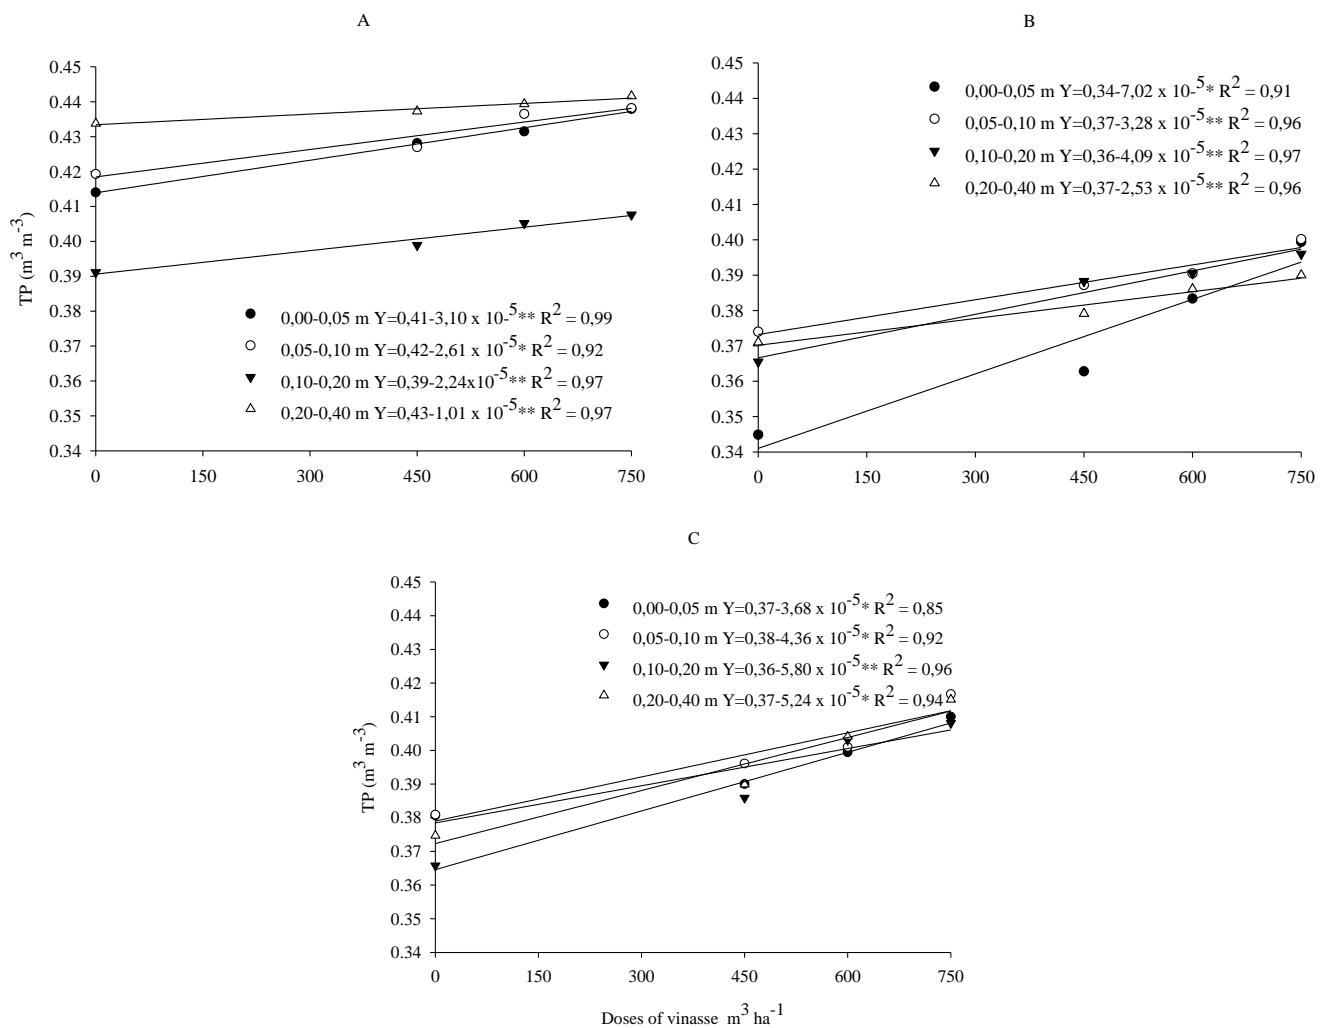 A
0.45
0.44
0.43
0.42
0.41
0.40
0.39
0.38
0.37
0.36
0.35
0.34
TP (m³ m⁻³)
0,00-0,05 m Y=0,41-3,10 x 10-⁵** R² = 0,99
0,05-0,10 m Y=0,42-2,61 x 10⁻⁵* R² = 0,92
0,10-0,20 m Y=0,39-2,24x10⁻⁵** R² = 0,97
0,20-0,40 m Y=0,43-1,01 x 10⁻⁵** R² = 0,97
0 150 300 450 600 750
B
0.45
0.44
0.43
0.42
0.41
0.40
0.39
0.38
0.37
0.36
0.35
0.34
0,00-0,05 m Y=0,34-7,02 x 10-⁵* R² = 0,91
0,05-0,10 m Y=0,37-3,28 x 10⁻⁵** R² = 0,96
0,10-0,20 m Y=0,36-4,09 x 10⁻⁵** R² = 0,97
0,20-0,40 m Y=0,37-2,53 x 10⁻⁵** R² = 0,96
0 150 300 450 600 750
C
0.45
0.44
0.43
0.42
0.41
0.40
0.39
0.38
0.37
0.36
0.35
0.34
TP (m³ m⁻³)
0,00-0,05 m Y=0,37-3,68 x 10⁻⁵* R² = 0,85
0,05-0,10 m Y=0,38-4,36 x 10⁻⁵* R² = 0,92
0,10-0,20 m Y=0,36-5,80 x 10⁻⁵** R² = 0,96
0,20-0,40 m Y=0,37-5,24 x 10⁻⁵* R² = 0,94
0 150 300 450 600 750
Doses of vinasse m³ ha⁻¹